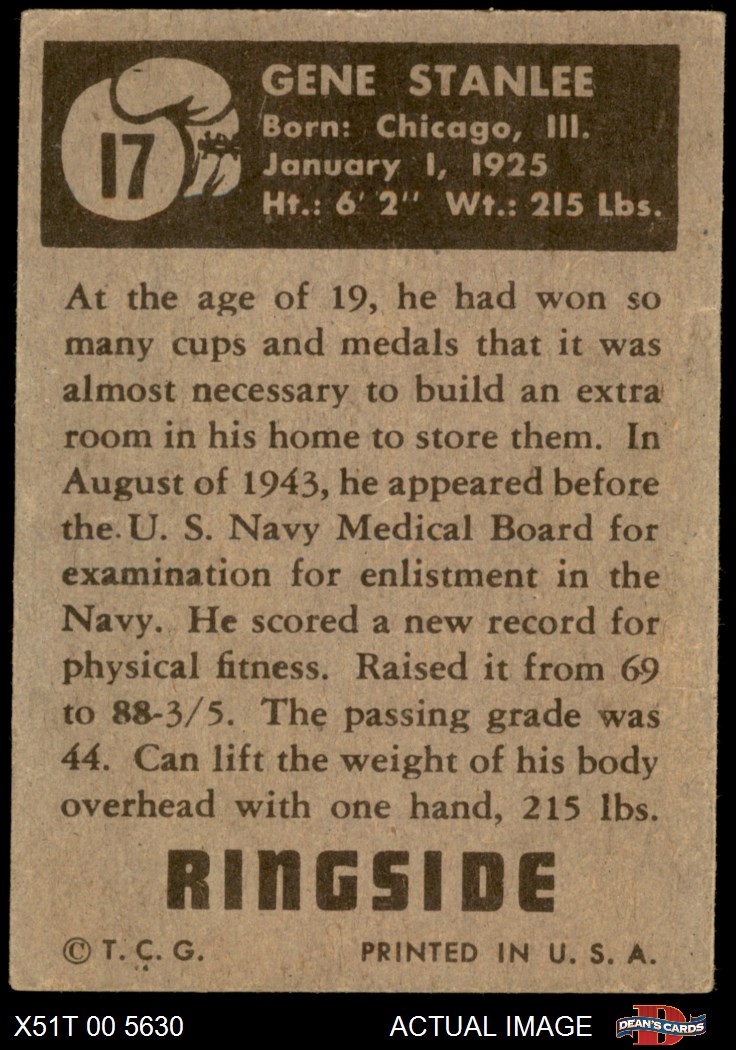 17
GENE STANLEE
Born: Chicago, Ill.
January 1, 1925
Ht.: 6' 2" Wt.: 215 Lbs.
At the age of 19, he had won so
many cups and medals that it was
almost necessary to build an extra
room in his home to store them. In
August of 1943, he appeared before
the U. S. Navy Medical Board for
examination for enlistment in the
Navy. He scored a new record for
physical fitness. Raised it from 69
to 88-3/5. The passing grade was
44. Can lift the weight of his body
overhead with one hand, 215 lbs.
RINGSIDE
© T. C. G. PRINTED IN U. S. A.
X51T 00 5630 ACTUAL IMAGE D DEAN'S CARDS